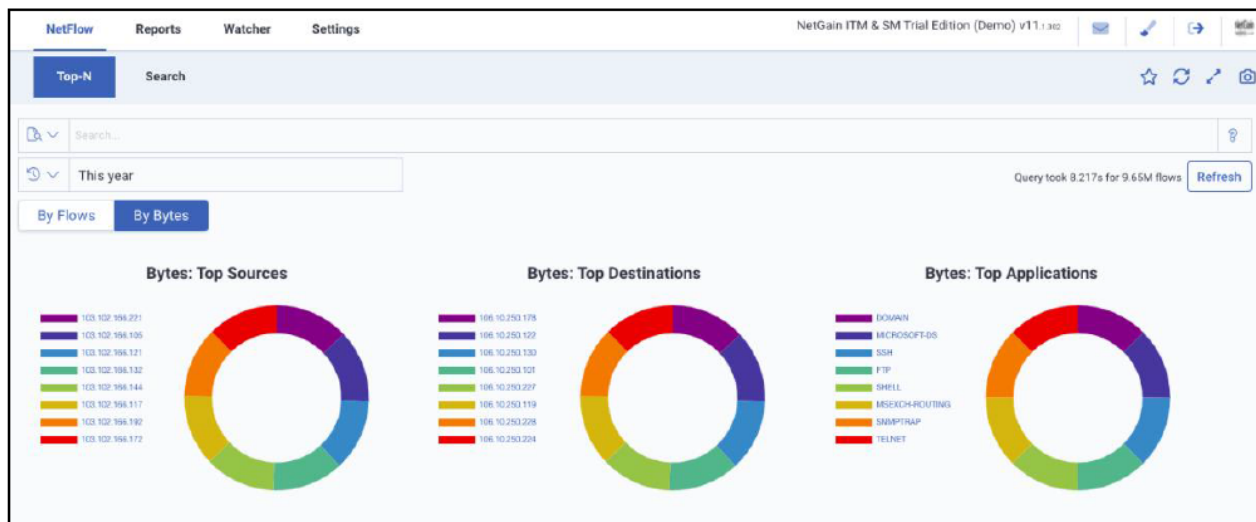 NetFlow Reports Watcher Settings NetGain ITM & SM Trial Edition (Demo) v11.1.302
Top-N Search
Search...
This year Query took 8.217s for 9.65M flows Refresh
By Flows By Bytes
Bytes: Top Sources
103.102.166.221
103.102.166.105
103.102.166.121
103.102.166.132
103.102.166.144
103.102.166.117
103.102.166.192
103.102.166.172
Bytes: Top Destinations
106.10.250.178
106.10.250.122
106.10.250.130
106.10.250.101
106.10.250.227
106.10.250.119
106.10.250.228
106.10.250.224
Bytes: Top Applications
DOMAIN
MICROSOFT-DS
SSH
FTP
SHELL
MSEXCH-ROUTING
SNMPTRAP
TELNET